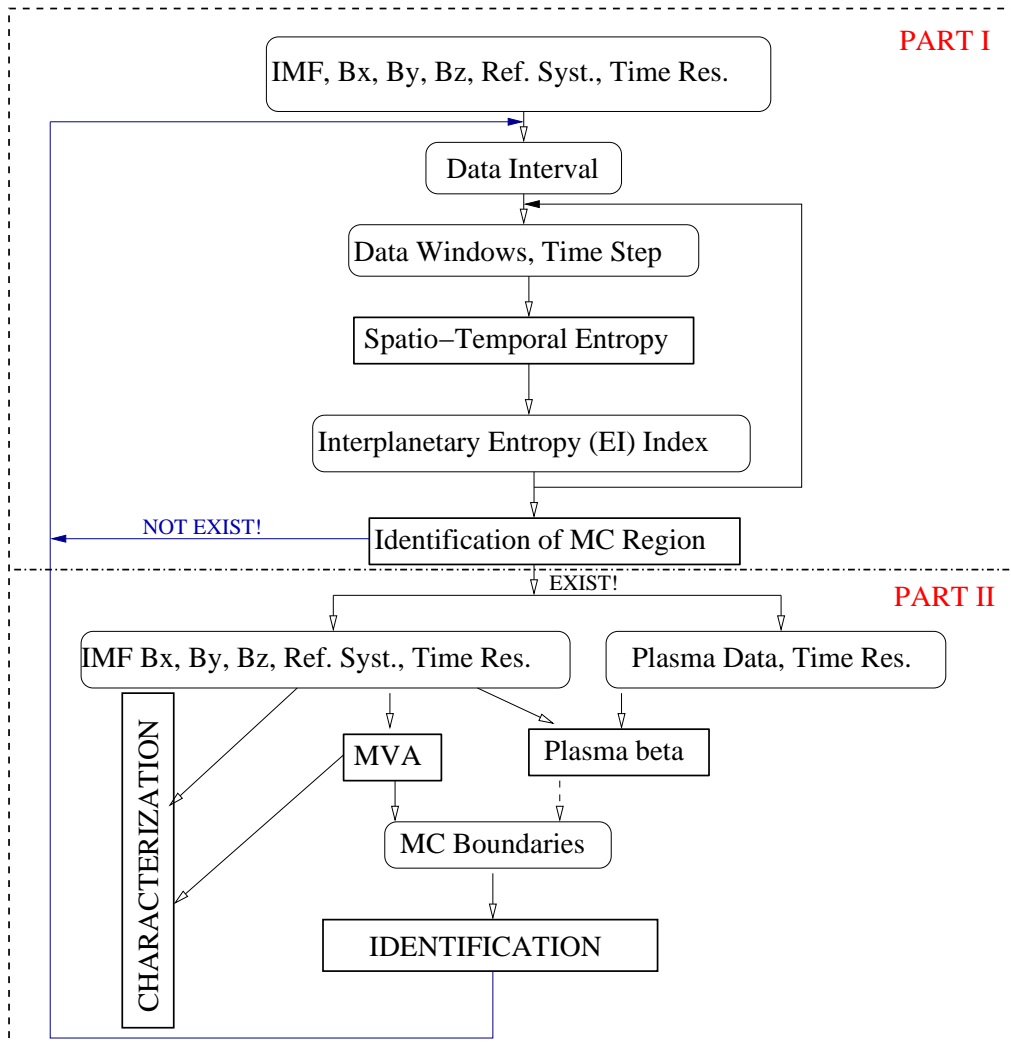 PART I
IMF, Bx, By, Bz, Ref. Syst., Time Res.
Data Interval
Data Windows, Time Step
Spatio−Temporal Entropy
Interplanetary Entropy (EI) Index
NOT EXIST!
Identification of MC Region
EXIST!
PART II
IMF Bx, By, Bz, Ref. Syst., Time Res.
Plasma Data, Time Res.
CHARACTERIZATION
MVA
Plasma beta
MC Boundaries
IDENTIFICATION